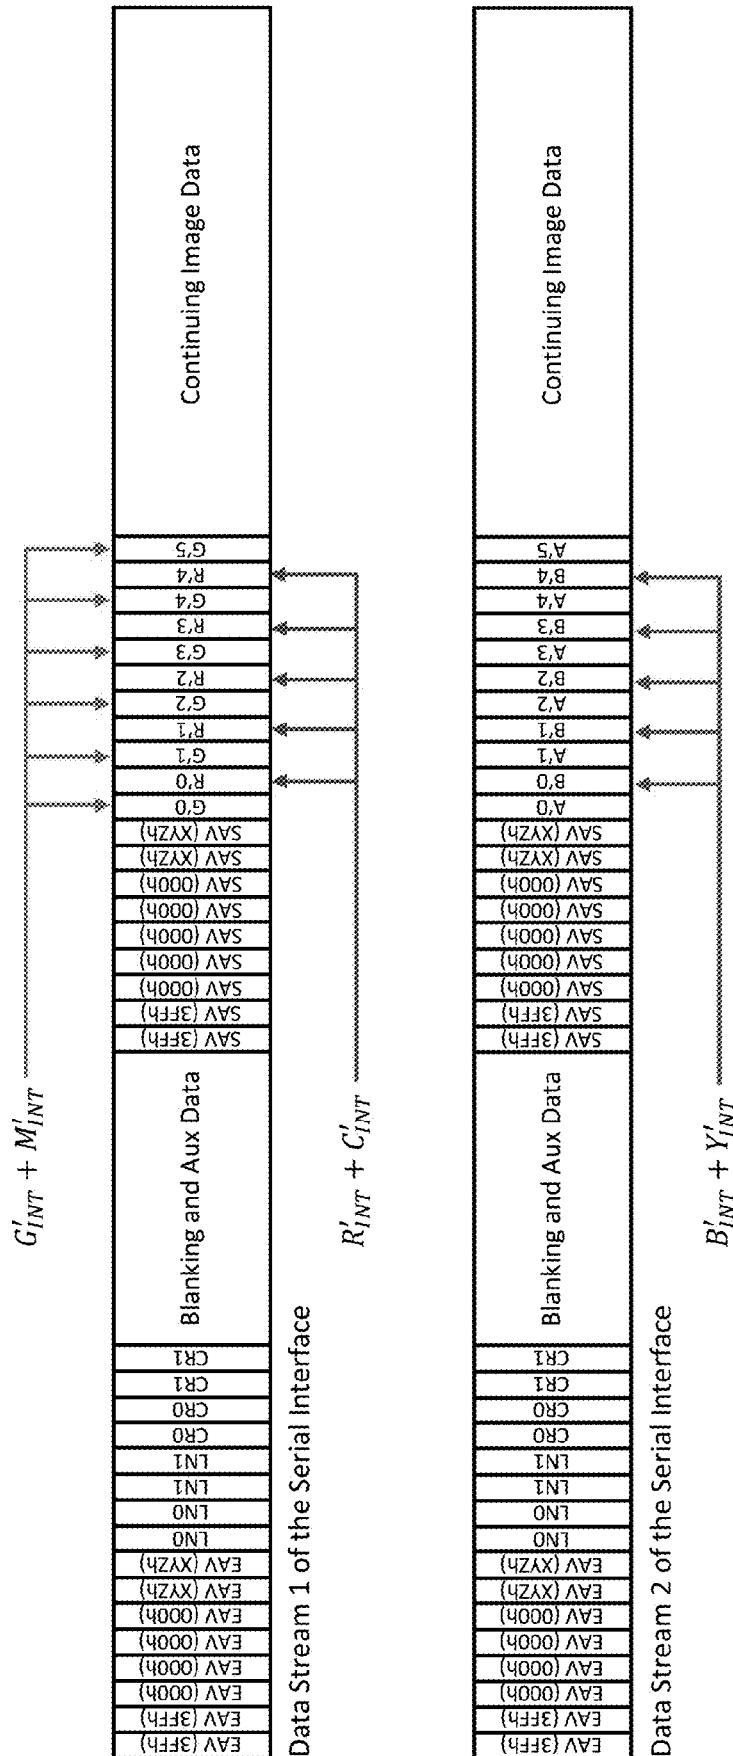 G'INT + M'INT
EAV (3FFh)
EAV (3FFh)
EAV (000h)
EAV (000h)
EAV (000h)
EAV (000h)
EAV (XYZh)
EAV (XYZh)
LN0
LN0
LN1
LN1
CR0
CR0
CR1
CR1
Blanking and Aux Data
SAV (3FFh)
SAV (3FFh)
SAV (000h)
SAV (000h)
SAV (000h)
SAV (000h)
SAV (000h)
SAV (XYZh)
SAV (XYZh)
G'0
R'0
G'1
R'1
G'2
R'2
G'3
R'3
G'4
R'4
G'5
Continuing Image Data
Data Stream 1 of the Serial Interface
R'INT + C'INT
EAV (3FFh)
EAV (3FFh)
EAV (000h)
EAV (000h)
EAV (000h)
EAV (000h)
EAV (XYZh)
EAV (XYZh)
LN0
LN0
LN1
LN1
CR0
CR0
CR1
CR1
Blanking and Aux Data
SAV (3FFh)
SAV (3FFh)
SAV (000h)
SAV (000h)
SAV (000h)
SAV (000h)
SAV (000h)
SAV (XYZh)
SAV (XYZh)
A'0
B'0
A'1
B'1
A'2
B'2
A'3
B'3
A'4
B'4
A'5
Continuing Image Data
Data Stream 2 of the Serial Interface
B'INT + Y'INT